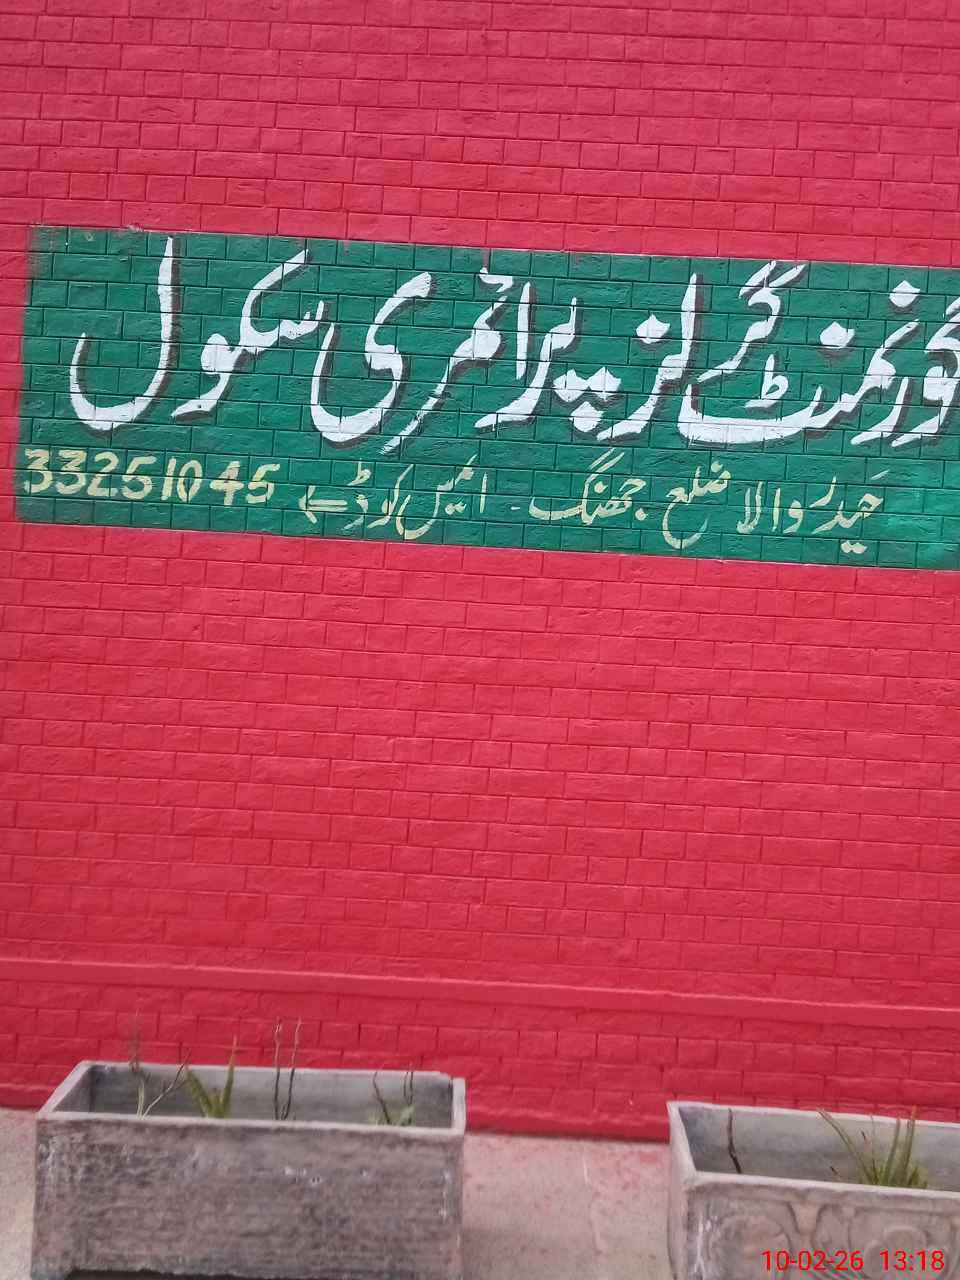 گورنمنٹ گرلز پرائمری سکول
حیدر والا ضلع جھنگ - ایمس کوڈ ← 33251045
10-02-26 13:18